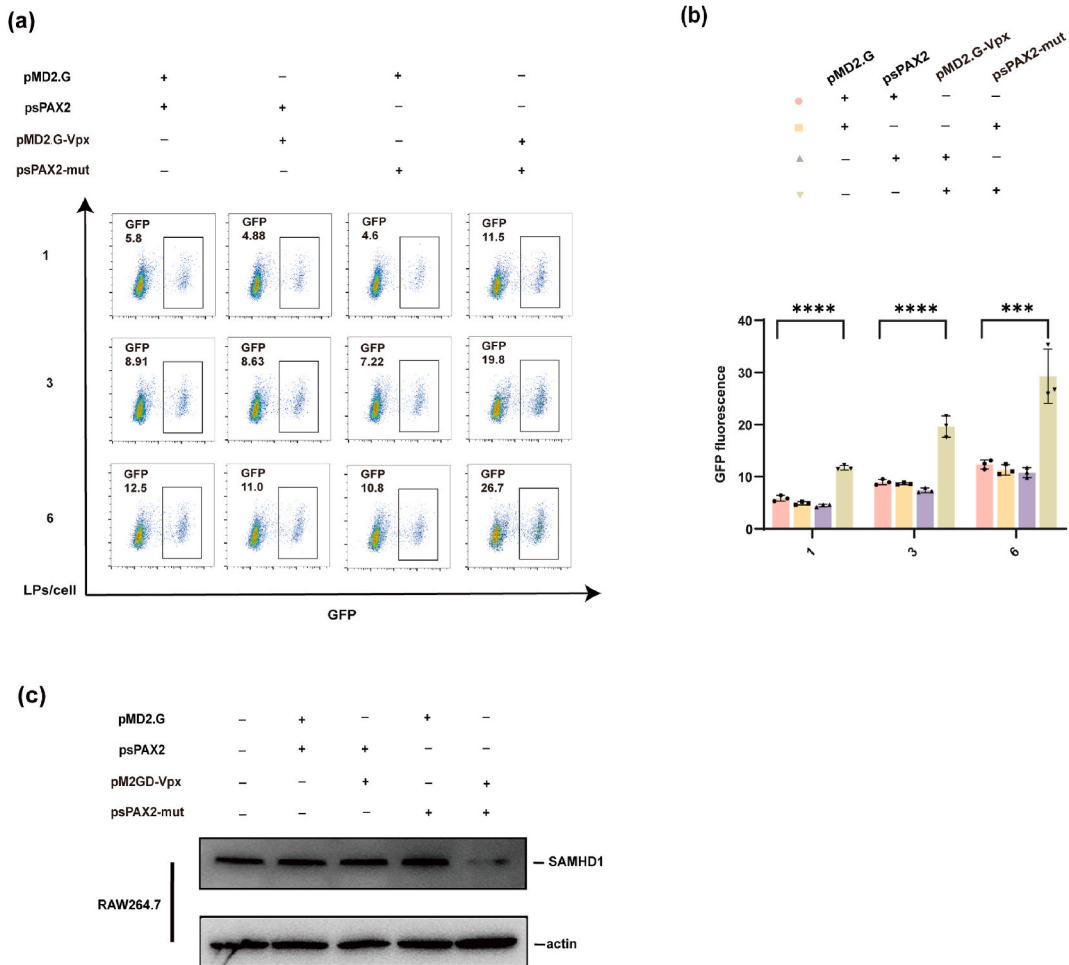 (a)
pMD2.G + − + −
psPAX2 + + − −
pMD2.G-Vpx − + − +
psPAX2-mut − − + +
1
GFP 5.8
GFP 4.88
GFP 4.6
GFP 11.5
3
GFP 8.91
GFP 8.63
GFP 7.22
GFP 19.8
6
GFP 12.5
GFP 11.0
GFP 10.8
GFP 26.7
LPs/cell
GFP
(b)
pMD2.G psPAX2 pMD2.G-Vpx psPAX2-mut
+ + − −
+ − − +
− + + −
− − + +
**** **** ***
GFP fluorescence
40
30
20
10
0
1 3 6
(c)
pMD2.G − + − + −
psPAX2 − + + − −
pM2GD-Vpx − − + − +
psPAX2-mut − − − + +
RAW264.7
SAMHD1
actin